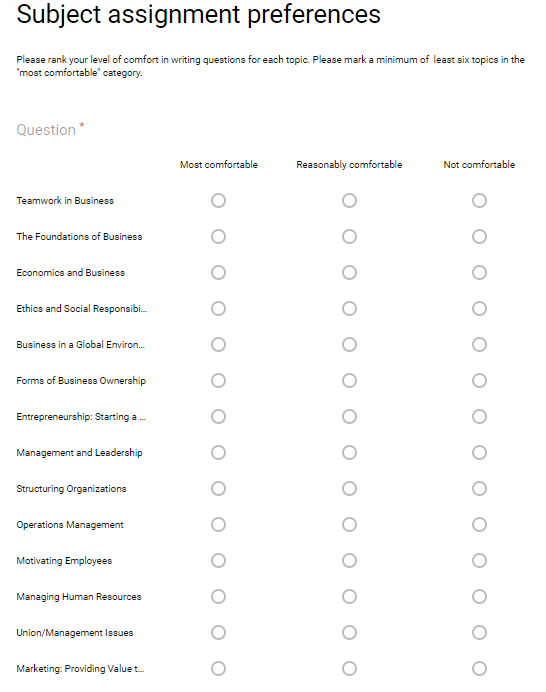 Subject assignment preferences
Please rank your level of comfort in writing questions for each topic. Please mark a minimum of least six topics in the
"most comfortable" category.
Question *
Most comfortable Reasonably comfortable Not comfortable
Teamwork in Business
The Foundations of Business
Economics and Business
Ethics and Social Responsibi...
Business in a Global Environ...
Forms of Business Ownership
Entrepreneurship: Starting a ...
Management and Leadership
Structuring Organizations
Operations Management
Motivating Employees
Managing Human Resources
Union/Management Issues
Marketing: Providing Value t...